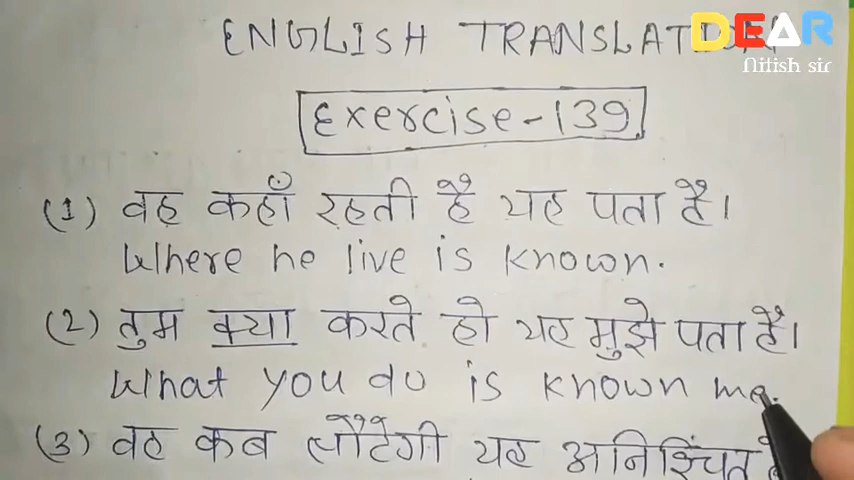 ENGLISH TRANSLATION
DEAR
Nitish sir
Exercise-139
(1) वह कहाँ रहती है यह पता है।
Where he live is known.
(2) तुम क्या करते हो यह मुझे पता है।
What you do is known me.
(3) वह कब लौटेगी यह अनिश्चित